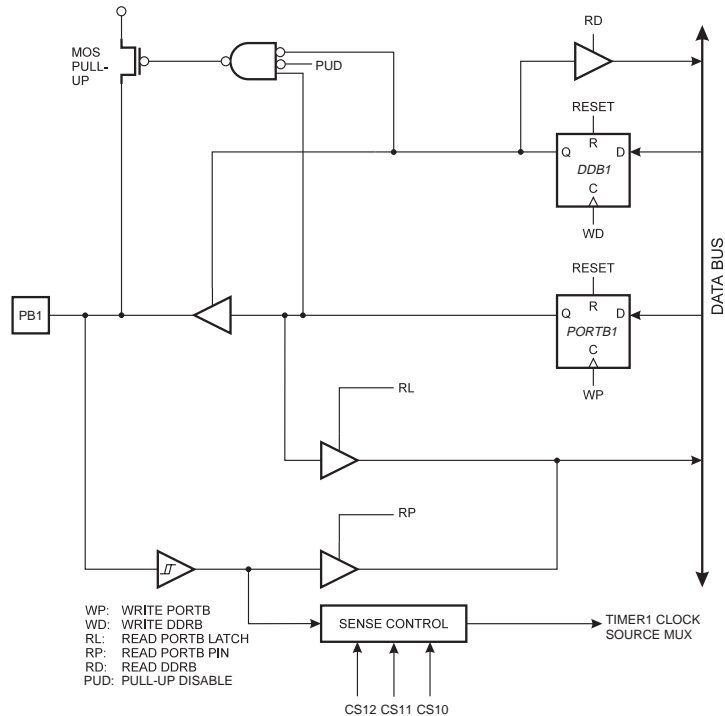 RD
MOS
PULL-
UP
PUD
RESET
R
Q
D
DDB1
C
WD
RESET
R
Q
D
PB1
PORTB1
C
WP
DATA BUS
RL
RP
WP: WRITE PORTB
WD: WRITE DDRB
RL: READ PORTB LATCH
RP: READ PORTB PIN
RD: READ DDRB
PUD: PULL-UP DISABLE
SENSE CONTROL
TIMER1 CLOCK
SOURCE MUX
CS12 CS11 CS10